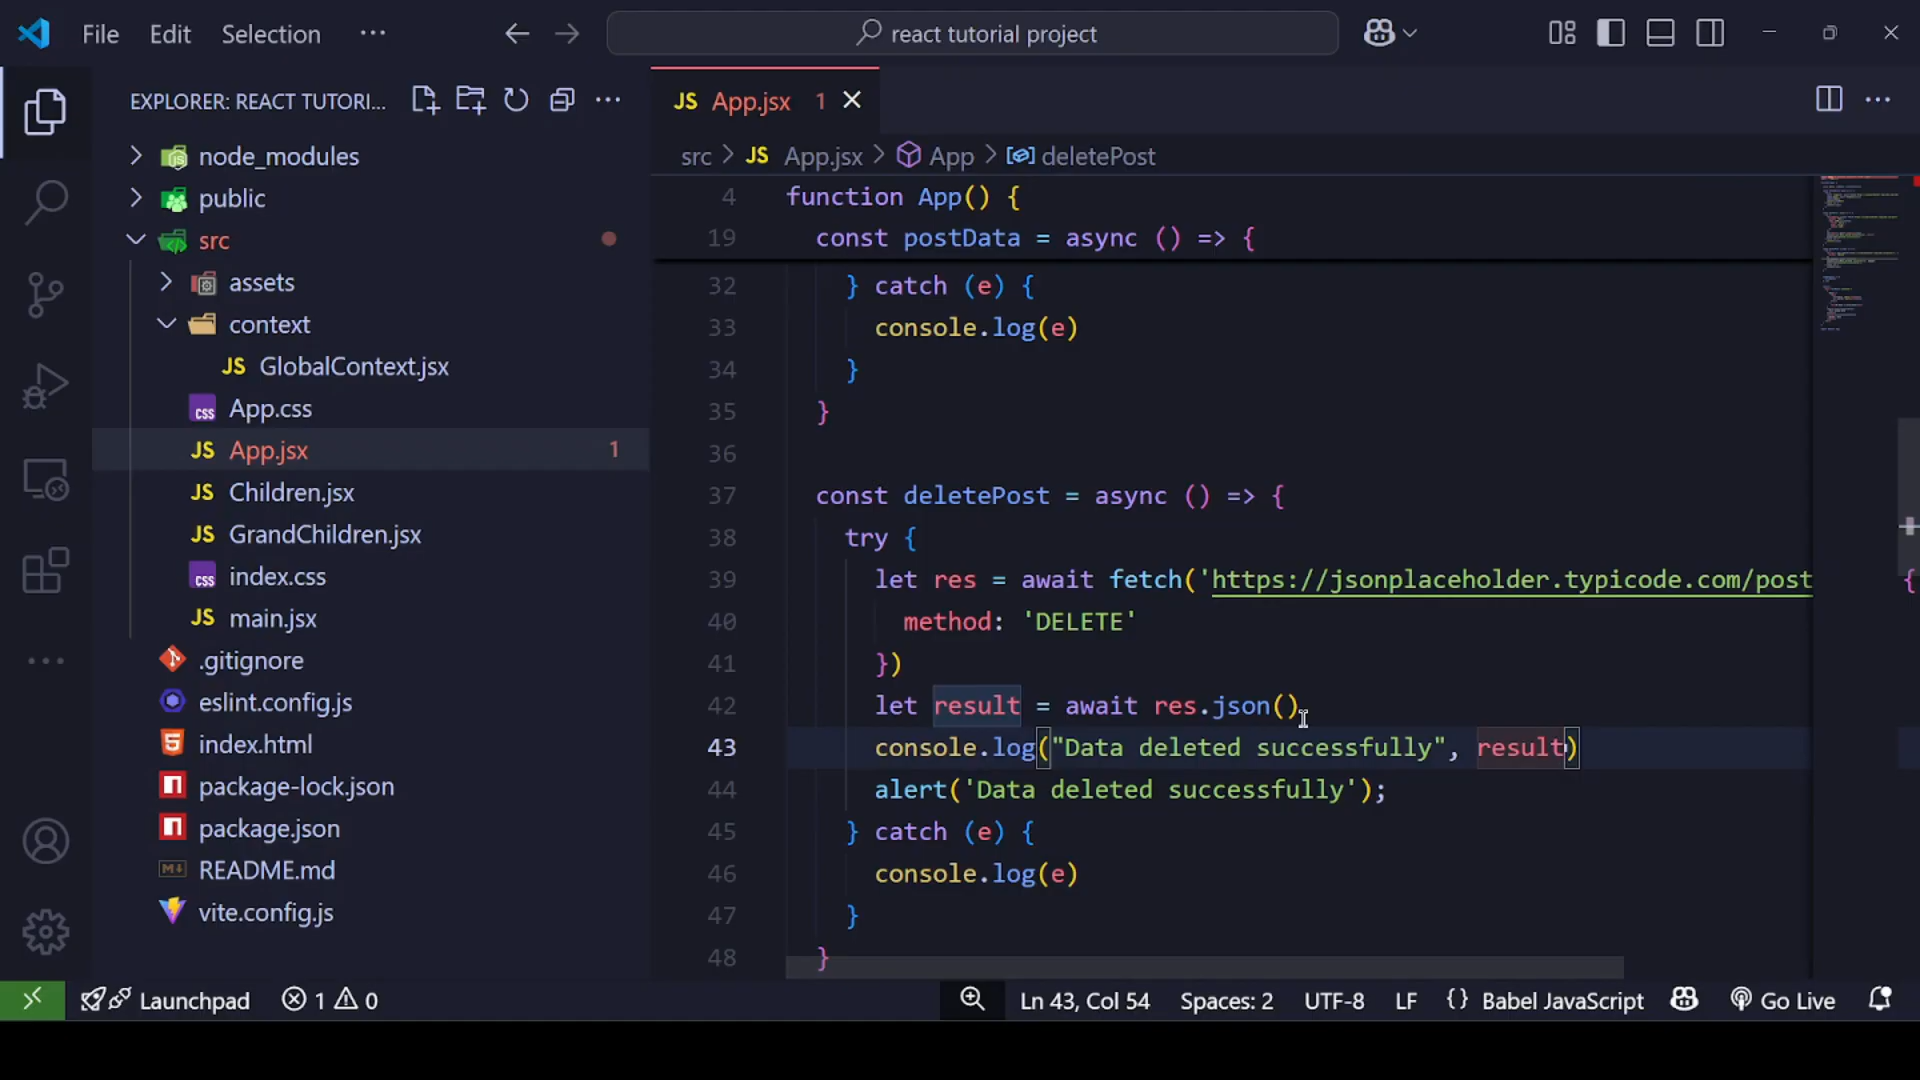 File Edit Selection ··· react tutorial project
EXPLORER: REACT TUTORI...
node_modules
public
src
assets
context
JS GlobalContext.jsx
css App.css
JS App.jsx 1
JS Children.jsx
JS GrandChildren.jsx
css index.css
JS main.jsx
.gitignore
eslint.config.js
index.html
package-lock.json
package.json
README.md
vite.config.js
JS App.jsx 1
src > JS App.jsx > App > deletePost
4 function App() {
19 const postData = async () => {
32 } catch (e) {
33 console.log(e)
34 }
35 }
36
37 const deletePost = async () => {
38 try {
39 let res = await fetch('https://jsonplaceholder.typicode.com/post
40 method: 'DELETE'
41 })
42 let result = await res.json()
43 console.log("Data deleted successfully", result)
44 alert('Data deleted successfully');
45 } catch (e) {
46 console.log(e)
47 }
48 }
Launchpad 1 0 Ln 43, Col 54 Spaces: 2 UTF-8 LF {} Babel JavaScript Go Live